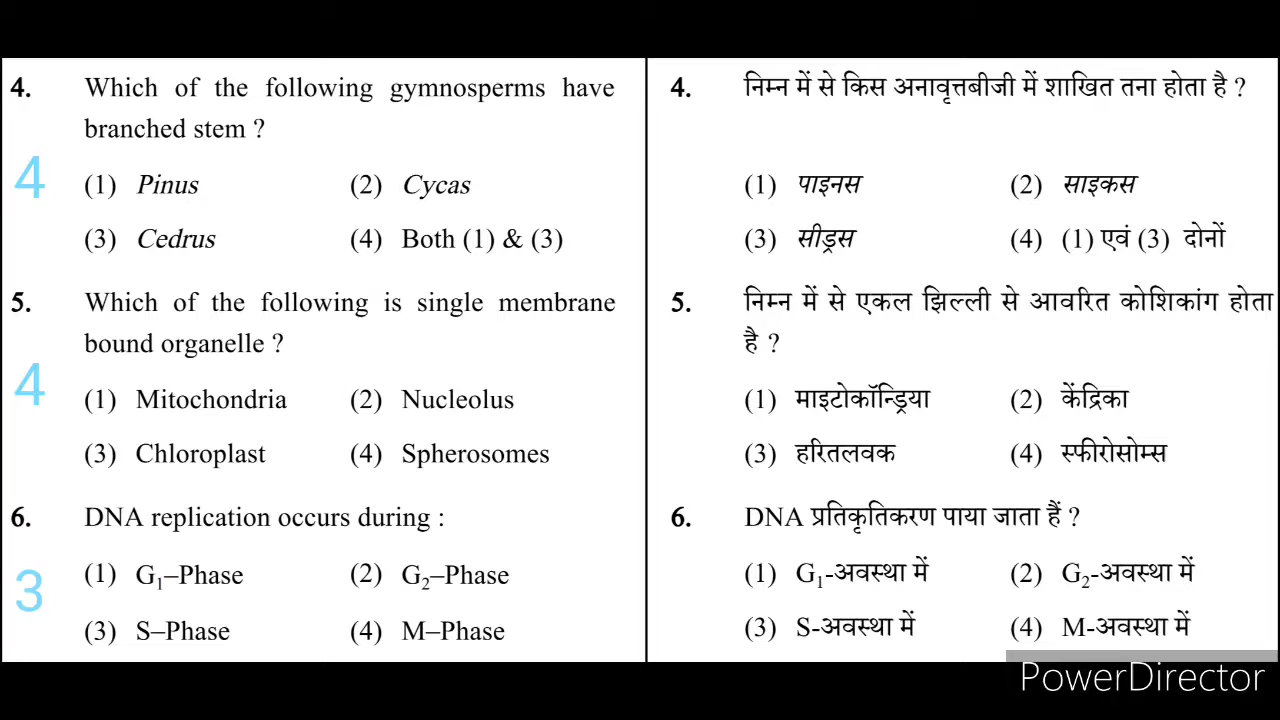 4. Which of the following gymnosperms have
branched stem ?
4
(1) Pinus (2) Cycas
(3) Cedrus (4) Both (1) & (3)
5. Which of the following is single membrane
bound organelle ?
4
(1) Mitochondria (2) Nucleolus
(3) Chloroplast (4) Spherosomes
6. DNA replication occurs during :
(1) G₁–Phase (2) G₂–Phase
3
(3) S–Phase (4) M–Phase
4. निम्न में से किस अनावृत्तबीजी में शाखित तना होता है ?
(1) पाइनस (2) साइकस
(3) सीड्रस (4) (1) एवं (3) दोनों
5. निम्न में से एकल झिल्ली से आवरित कोशिकांग होता
है ?
(1) माइटोकॉन्ड्रिया (2) केंद्रिका
(3) हरितलवक (4) स्फीरोसोम्स
6. DNA प्रतिकृतिकरण पाया जाता हैं ?
(1) G₁-अवस्था में (2) G₂-अवस्था में
(3) S-अवस्था में (4) M-अवस्था में
PowerDirector